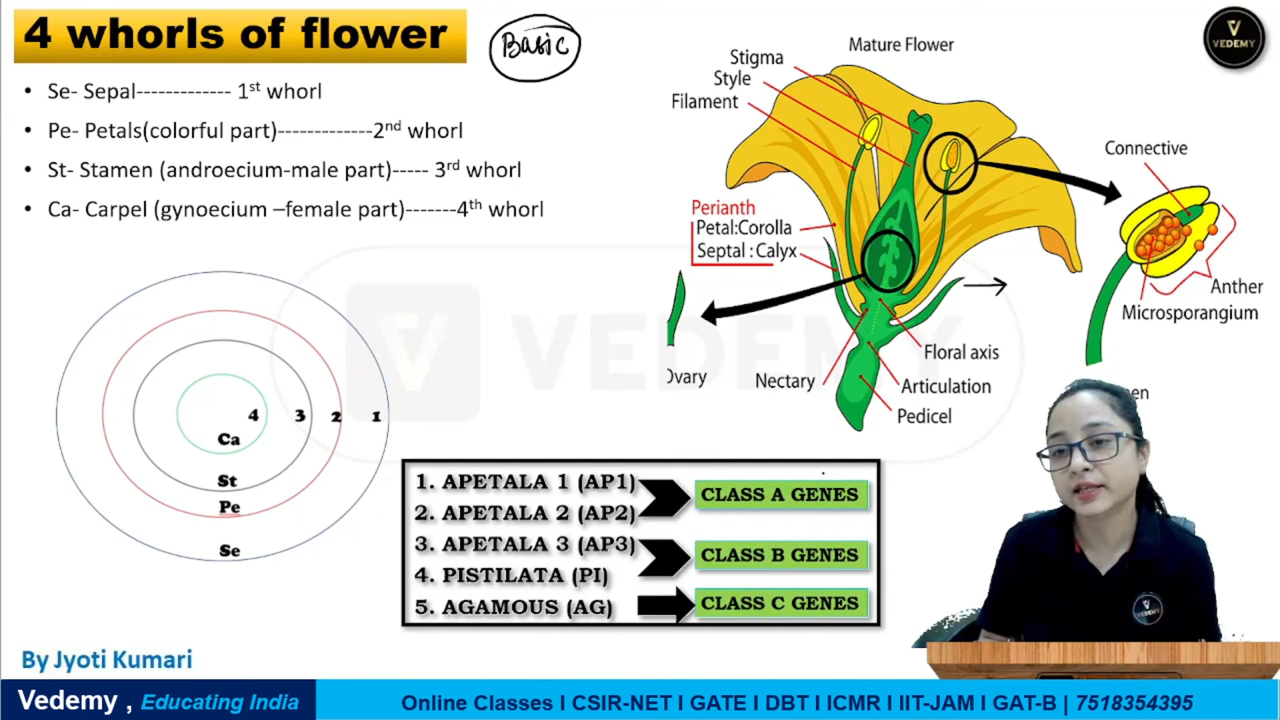 4 whorls of flower
Basic
VEDEMY
• Se- Sepal------------- 1st whorl
• Pe- Petals(colorful part)-------------2nd whorl
• St- Stamen (androecium-male part)----- 3rd whorl
• Ca- Carpel (gynoecium –female part)-------4th whorl
Mature Flower
Stigma
Style
Filament
Connective
Perianth
Petal:Corolla
Septal : Calyx
Anther
Microsporangium
VEDEMY
Floral axis
Ovary
Nectary
Articulation
Pedicel
4 3 2 1
Ca
St
Pe
Se
1. APETALA 1 (AP1)
2. APETALA 2 (AP2)
CLASS A GENES
3. APETALA 3 (AP3)
4. PISTILATA (PI)
CLASS B GENES
5. AGAMOUS (AG)
CLASS C GENES
VEDEMY
By Jyoti Kumari
Vedemy , Educating India
Online Classes I CSIR-NET I GATE I DBT I ICMR I IIT-JAM I GAT-B | 7518354395